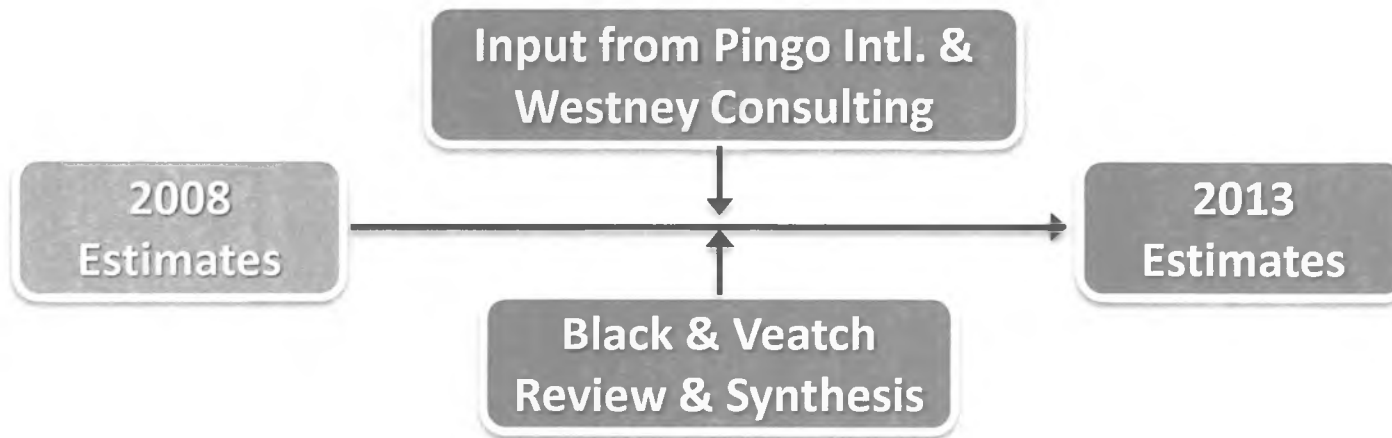 Input from Pingo Intl. &
Westney Consulting
2008
Estimates
2013
Estimates
Black & Veatch
Review & Synthesis